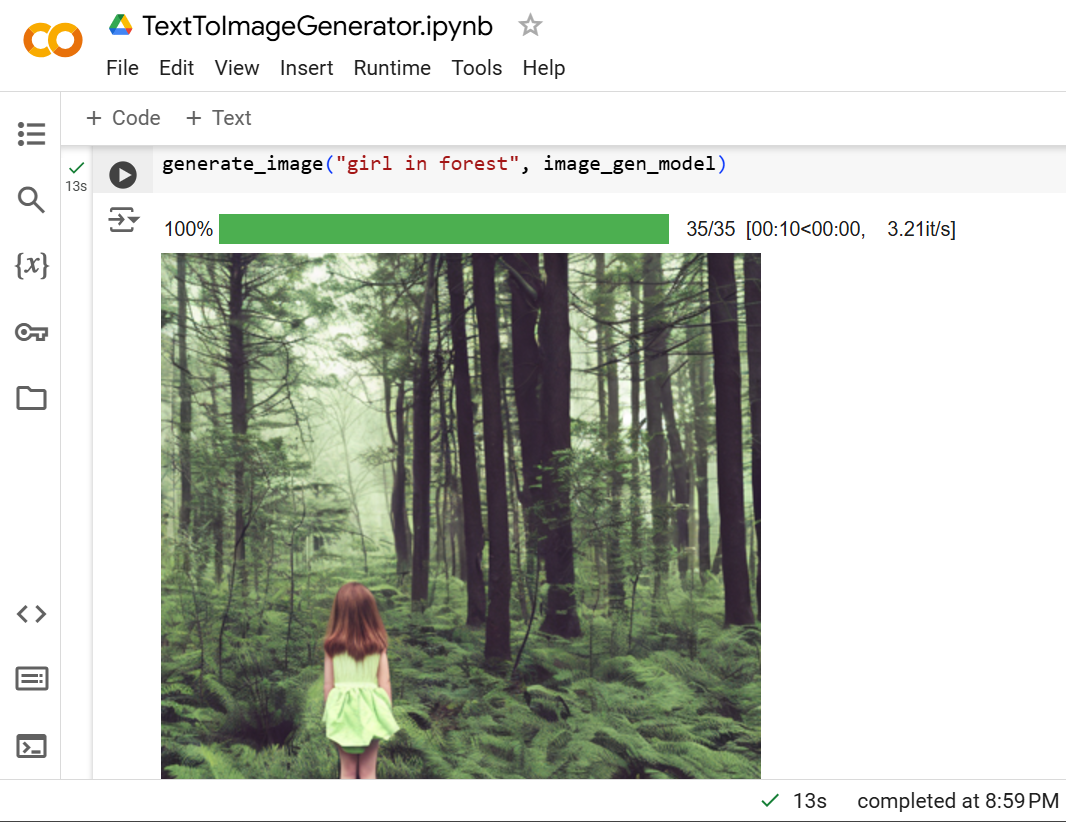 TextToImageGenerator.ipynb
File Edit View Insert Runtime Tools Help
+ Code + Text
13s
generate_image("girl in forest", image_gen_model)
100% 35/35 [00:10<00:00, 3.21it/s]
{x}
13s completed at 8:59 PM